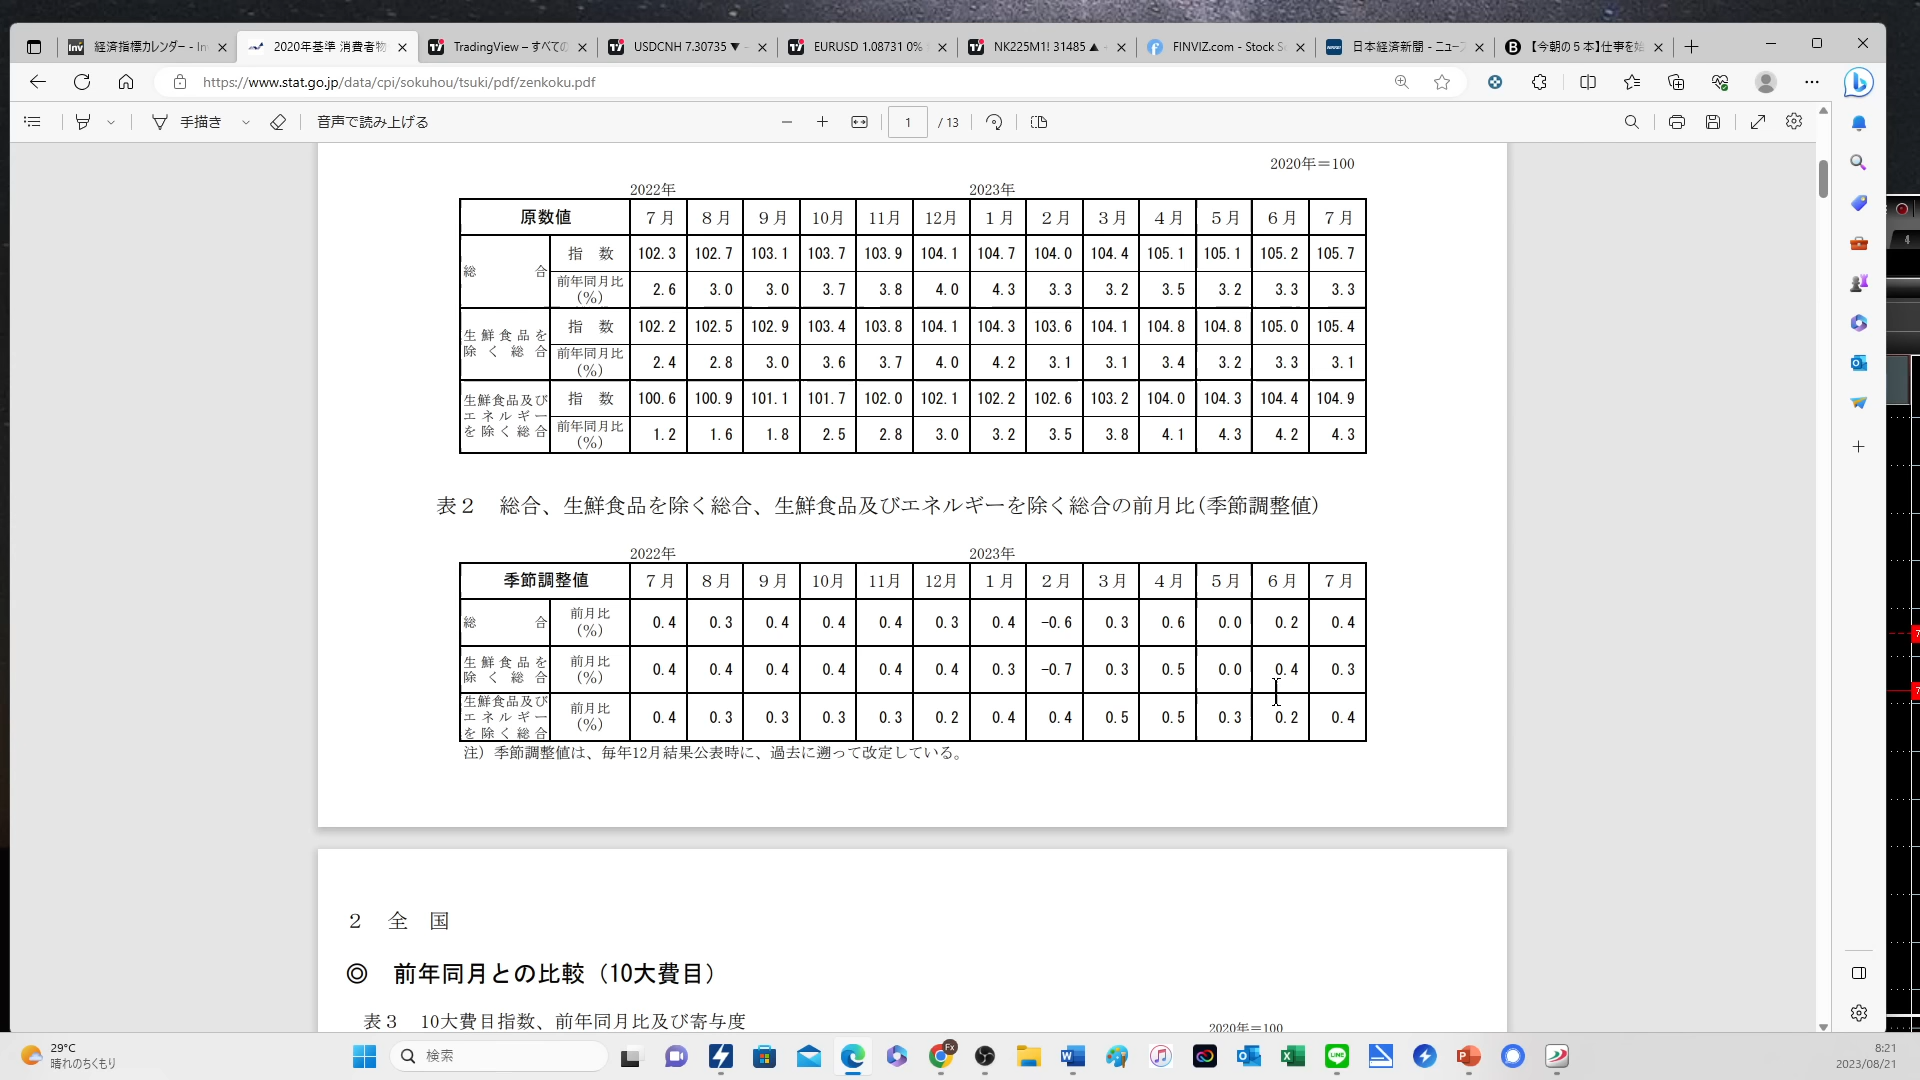 経済指標カレンダー - In
2020年基準 消費者物
TradingView – すべての
USDCNH 7.30735 ▼ -
EURUSD 1.08731 0%
NK225M1! 31485 ▲
FINVIZ.com - Stock S
日本経済新聞 - ニュース
【今朝の５本】仕事を始
https://www.stat.go.jp/data/cpi/sokuhou/tsuki/pdf/zenkoku.pdf
手描き 音声で読み上げる 1 / 13
2020年＝100
2022年 2023年
原数値 ７月 ８月 ９月 10月 11月 12月 １月 ２月 ３月 ４月 ５月 ６月 ７月
総合 指数 102.3 102.7 103.1 103.7 103.9 104.1 104.7 104.0 104.4 105.1 105.1 105.2 105.7
前年同月比(%) 2.6 3.0 3.0 3.7 3.8 4.0 4.3 3.3 3.2 3.5 3.2 3.3 3.3
生鮮食品を除く総合 指数 102.2 102.5 102.9 103.4 103.8 104.1 104.3 103.6 104.1 104.8 104.8 105.0 105.4
前年同月比(%) 2.4 2.8 3.0 3.6 3.7 4.0 4.2 3.1 3.1 3.4 3.2 3.3 3.1
生鮮食品及びエネルギーを除く総合 指数 100.6 100.9 101.1 101.7 102.0 102.1 102.2 102.6 103.2 104.0 104.3 104.4 104.9
前年同月比(%) 1.2 1.6 1.8 2.5 2.8 3.0 3.2 3.5 3.8 4.1 4.3 4.2 4.3
表２ 総合、生鮮食品を除く総合、生鮮食品及びエネルギーを除く総合の前月比(季節調整値)
2022年 2023年
季節調整値 ７月 ８月 ９月 10月 11月 12月 １月 ２月 ３月 ４月 ５月 ６月 ７月
総合 前月比(%) 0.4 0.3 0.4 0.4 0.4 0.3 0.4 -0.6 0.3 0.6 0.0 0.2 0.4
生鮮食品を除く総合 前月比(%) 0.4 0.4 0.4 0.4 0.4 0.4 0.3 -0.7 0.3 0.5 0.0 0.4 0.3
生鮮食品及びエネルギーを除く総合 前月比(%) 0.4 0.3 0.3 0.3 0.3 0.2 0.4 0.4 0.5 0.5 0.3 0.2 0.4
注）季節調整値は、毎年12月結果公表時に、過去に遡って改定している。
２ 全国
◎ 前年同月との比較（10大費目）
表３ 10大費目指数、前年同月比及び寄与度
2020年＝100
29°C
晴れのちくもり
検索
8:21
2023/08/21